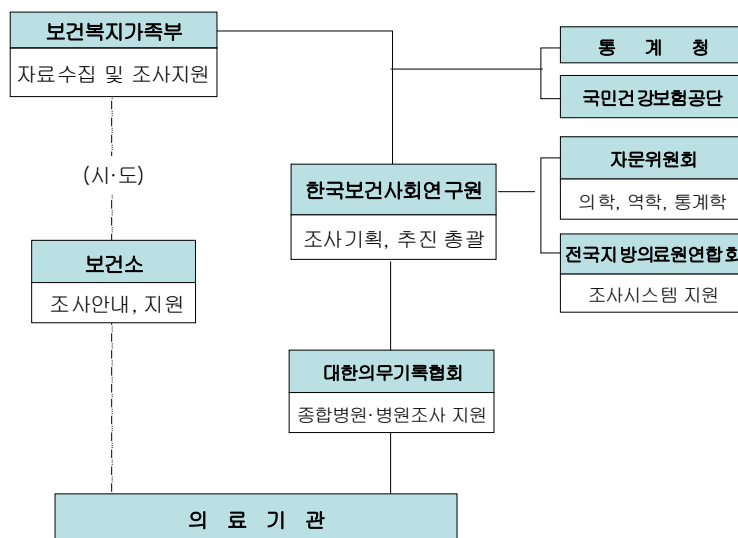 보건복지가족부
자료수집 및 조사지원
통 계 청
국민건강보험공단
(시·도)
한국보건사회연구원
조사기획, 추진 총괄
자문위원회
의학, 역학, 통계학
보건소
조사안내, 지원
전국지방의료원연합회
조사시스템 지원
대한의무기록협회
종합병원·병원조사 지원
의 료 기 관